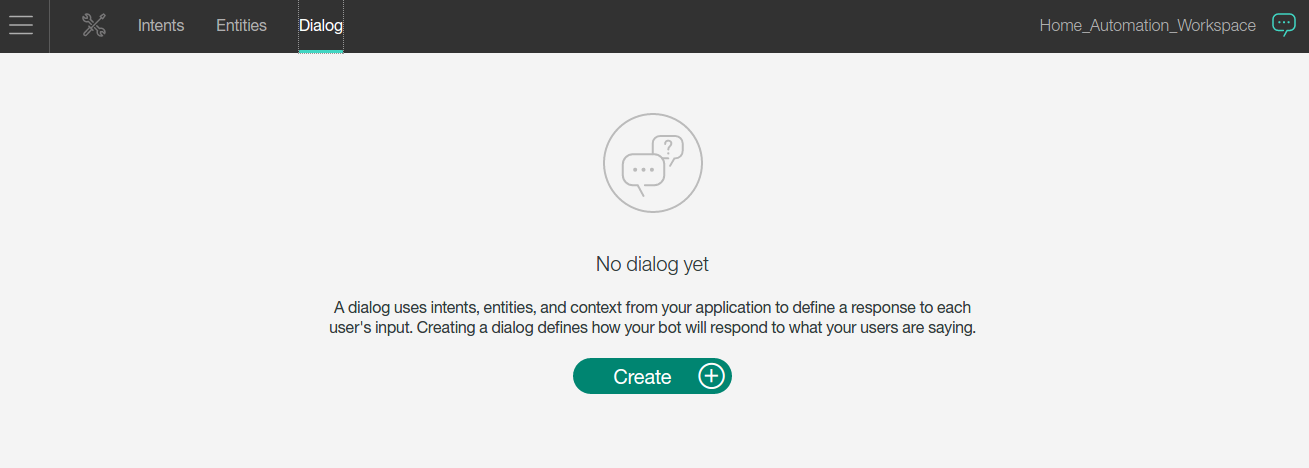 Intents Entities Dialog Home_Automation_Workspace
?
No dialog yet
A dialog uses intents, entities, and context from your application to define a response to each
user's input. Creating a dialog defines how your bot will respond to what your users are saying.
Create